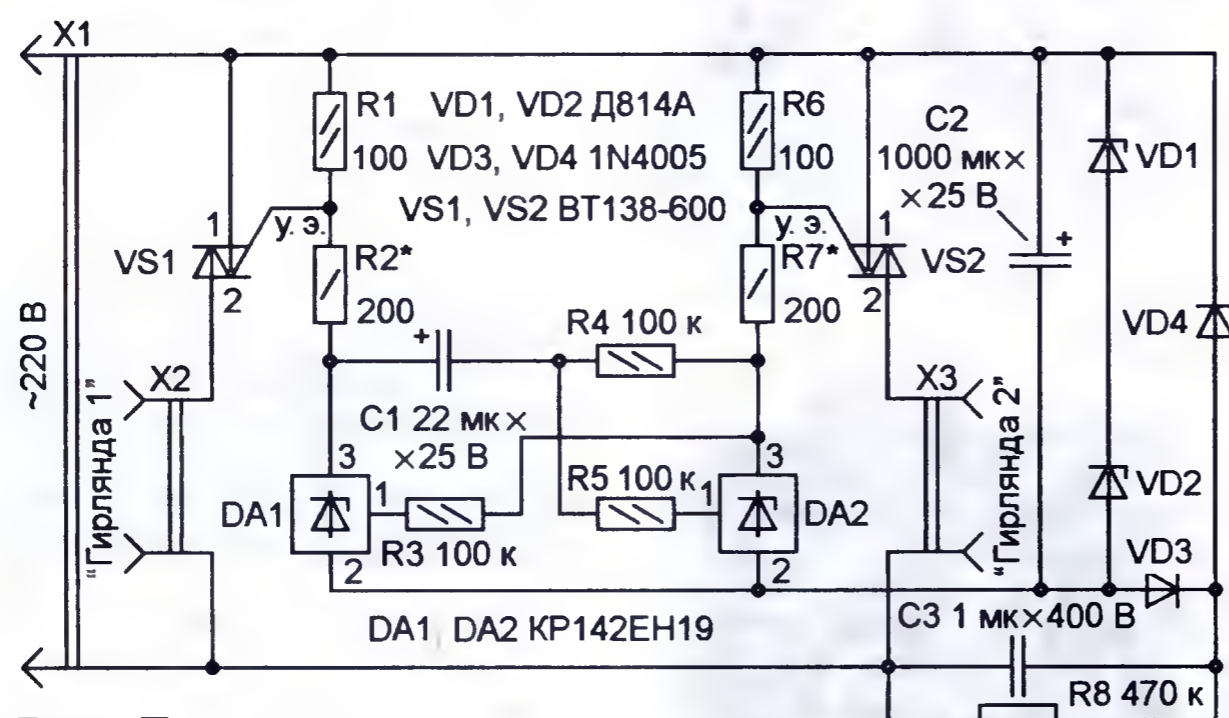 X1
R1
100
VD1, VD2 Д814А
VD3, VD4 1N4005
VS1, VS2 BT138-600
R6
100
C2
1000 мк×
×25 В
+
VD1
1
у. э.
VS1
2
R2*
200
у. э.
1
R7*
200
VS2
2
VD4
~220 В
+
R4 100 к
X2
"Гирлянда 1"
C1 22 мк×
×25 В
X3
"Гирлянда 2"
3
DA1
1
R3 100 к
2
R5 100 к
1
3
DA2
2
VD2
VD3
DA1, DA2 КР142ЕН19
C3 1 мк×400 В
R8 470 к